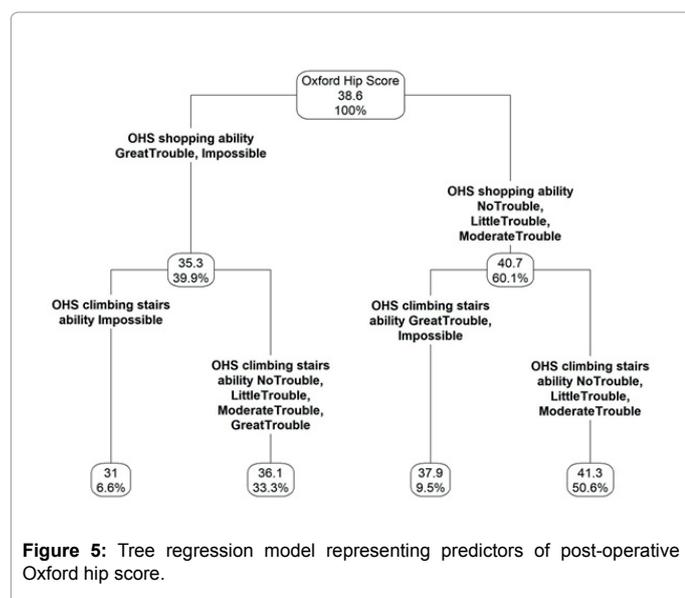 Oxford Hip Score
38.6
100%
OHS shopping ability
GreatTrouble, Impossible
OHS shopping ability
NoTrouble,
LittleTrouble,
ModerateTrouble
35.3
39.9%
40.7
60.1%
OHS climbing stairs
ability Impossible
OHS climbing stairs
ability NoTrouble,
LittleTrouble,
ModerateTrouble,
GreatTrouble
OHS climbing stairs
ability GreatTrouble,
Impossible
OHS climbing stairs
ability NoTrouble,
LittleTrouble,
ModerateTrouble
31
6.6%
36.1
33.3%
37.9
9.5%
41.3
50.6%
Figure 5: Tree regression model representing predictors of post-operative
Oxford hip score.